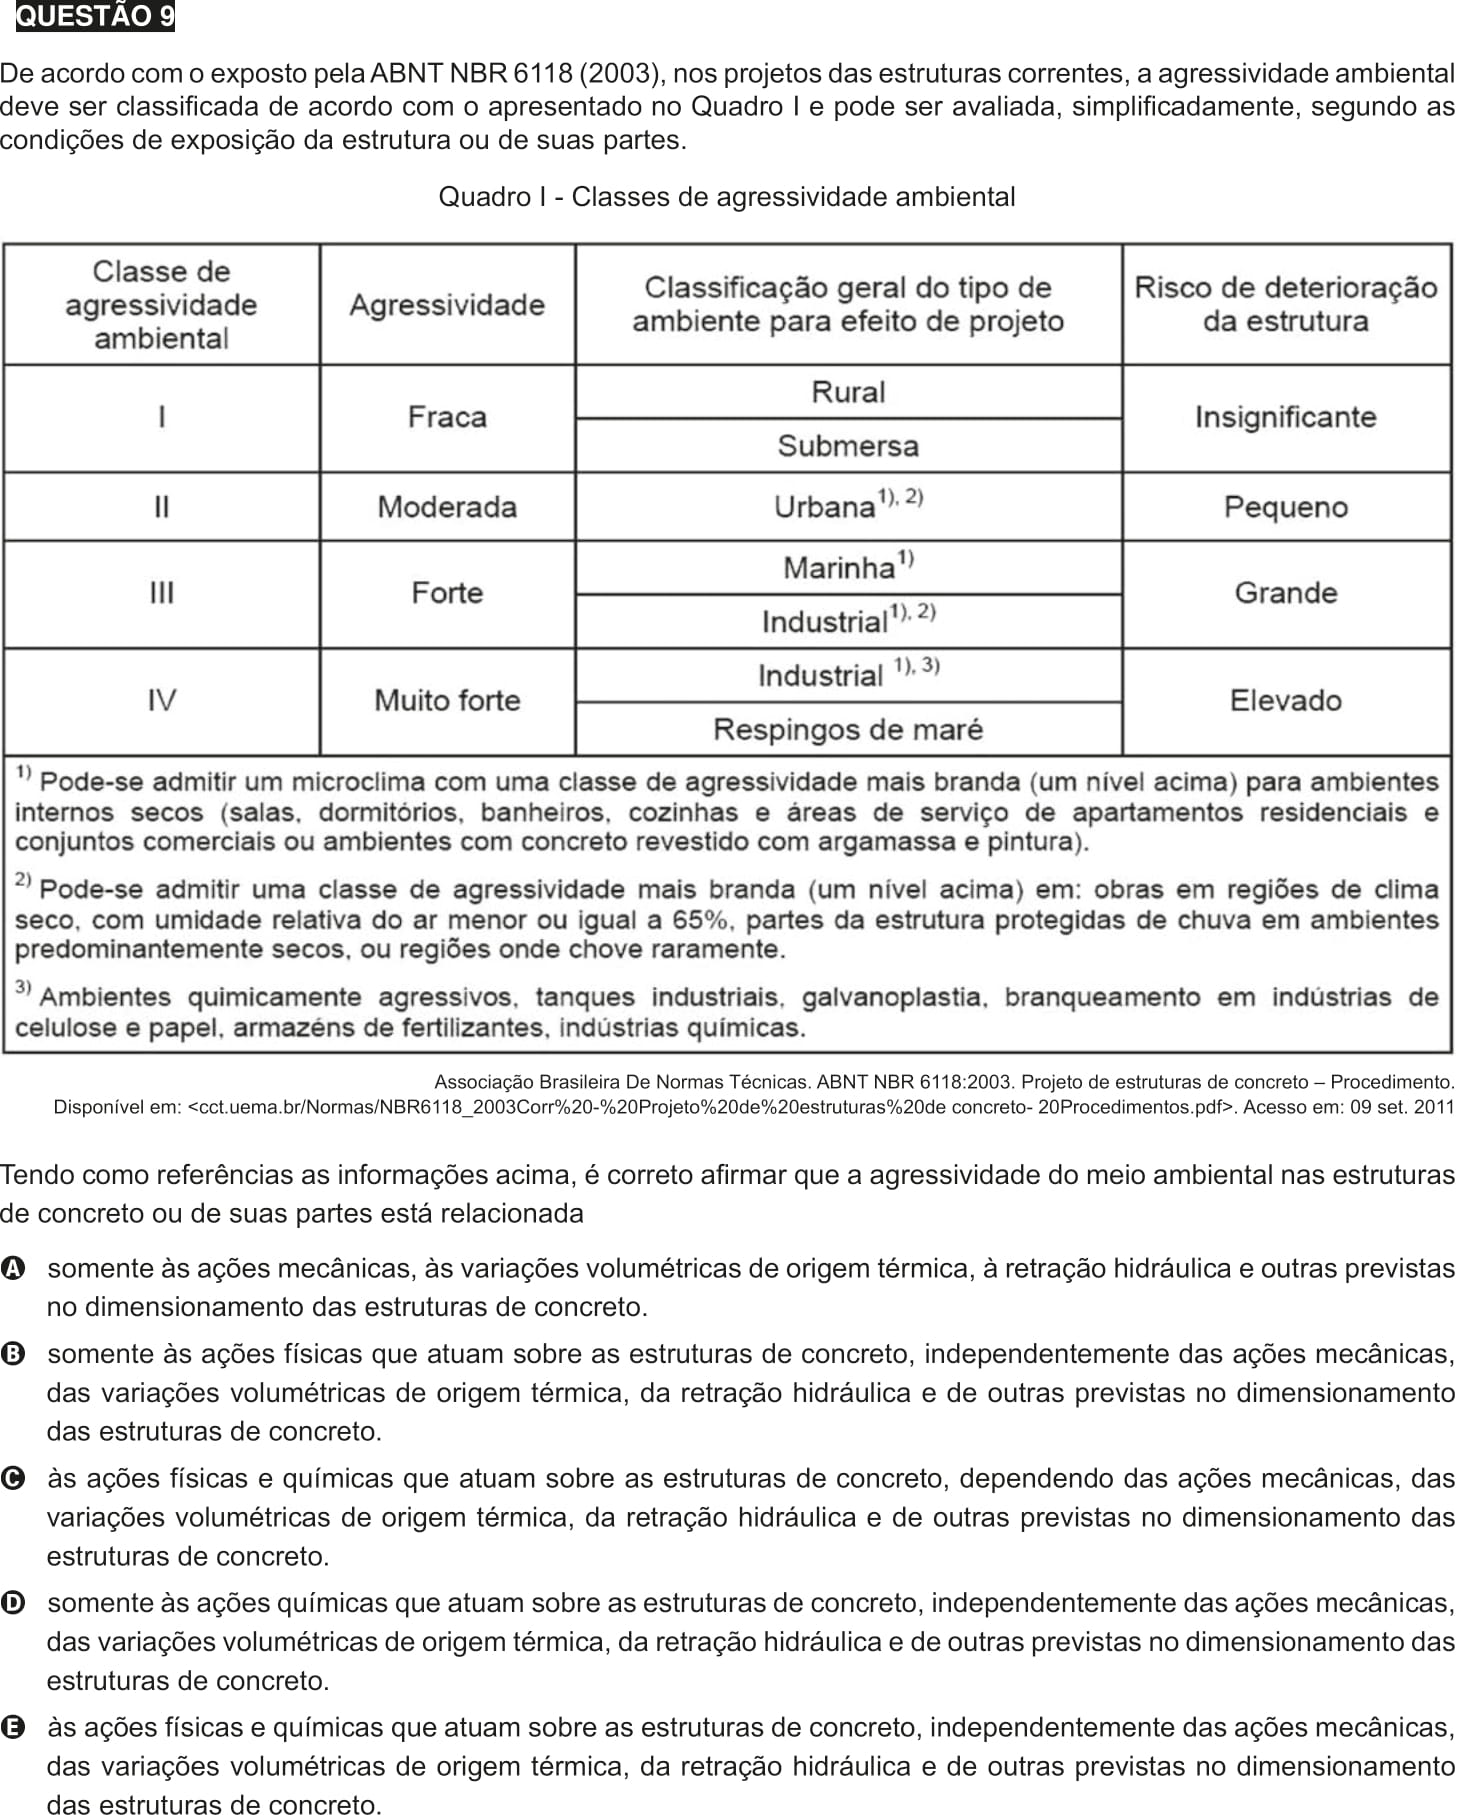 QUESTÃO 9
De acordo com o exposto pela ABNT NBR 6118 (2003), nos projetos das estruturas correntes, a agressividade ambiental
deve ser classificada de acordo com o apresentado no Quadro I e pode ser avaliada, simplificadamente, segundo as
condições de exposição da estrutura ou de suas partes.
Quadro I - Classes de agressividade ambiental
Classe de
agressividade
ambiental
Agressividade
Classificação geral do tipo de
ambiente para efeito de projeto
Risco de deterioração
da estrutura
I
Fraca
Rural
Submersa
Insignificante
II
Moderada
Urbana1), 2)
Pequeno
III
Forte
Marinha1)
Industrial1), 2)
Grande
IV
Muito forte
Industrial 1), 3)
Respingos de maré
Elevado
1) Pode-se admitir um microclima com uma classe de agressividade mais branda (um nível acima) para ambientes
internos secos (salas, dormitórios, banheiros, cozinhas e áreas de serviço de apartamentos residenciais e
conjuntos comerciais ou ambientes com concreto revestido com argamassa e pintura).
2) Pode-se admitir uma classe de agressividade mais branda (um nível acima) em: obras em regiões de clima
seco, com umidade relativa do ar menor ou igual a 65%, partes da estrutura protegidas de chuva em ambientes
predominantemente secos, ou regiões onde chove raramente.
3) Ambientes quimicamente agressivos, tanques industriais, galvanoplastia, branqueamento em indústrias de
celulose e papel, armazéns de fertilizantes, indústrias químicas.
Associação Brasileira De Normas Técnicas. ABNT NBR 6118:2003. Projeto de estruturas de concreto – Procedimento.
Disponível em: <cct.uema.br/Normas/NBR6118_2003Corr%20-%20Projeto%20de%20estruturas%20de concreto- 20Procedimentos.pdf>. Acesso em: 09 set. 2011
Tendo como referências as informações acima, é correto afirmar que a agressividade do meio ambiental nas estruturas
de concreto ou de suas partes está relacionada
A somente às ações mecânicas, às variações volumétricas de origem térmica, à retração hidráulica e outras previstas
no dimensionamento das estruturas de concreto.
B somente às ações físicas que atuam sobre as estruturas de concreto, independentemente das ações mecânicas,
das variações volumétricas de origem térmica, da retração hidráulica e de outras previstas no dimensionamento
das estruturas de concreto.
C às ações físicas e químicas que atuam sobre as estruturas de concreto, dependendo das ações mecânicas, das
variações volumétricas de origem térmica, da retração hidráulica e de outras previstas no dimensionamento das
estruturas de concreto.
D somente às ações químicas que atuam sobre as estruturas de concreto, independentemente das ações mecânicas,
das variações volumétricas de origem térmica, da retração hidráulica e de outras previstas no dimensionamento das
estruturas de concreto.
E às ações físicas e químicas que atuam sobre as estruturas de concreto, independentemente das ações mecânicas,
das variações volumétricas de origem térmica, da retração hidráulica e de outras previstas no dimensionamento
das estruturas de concreto.